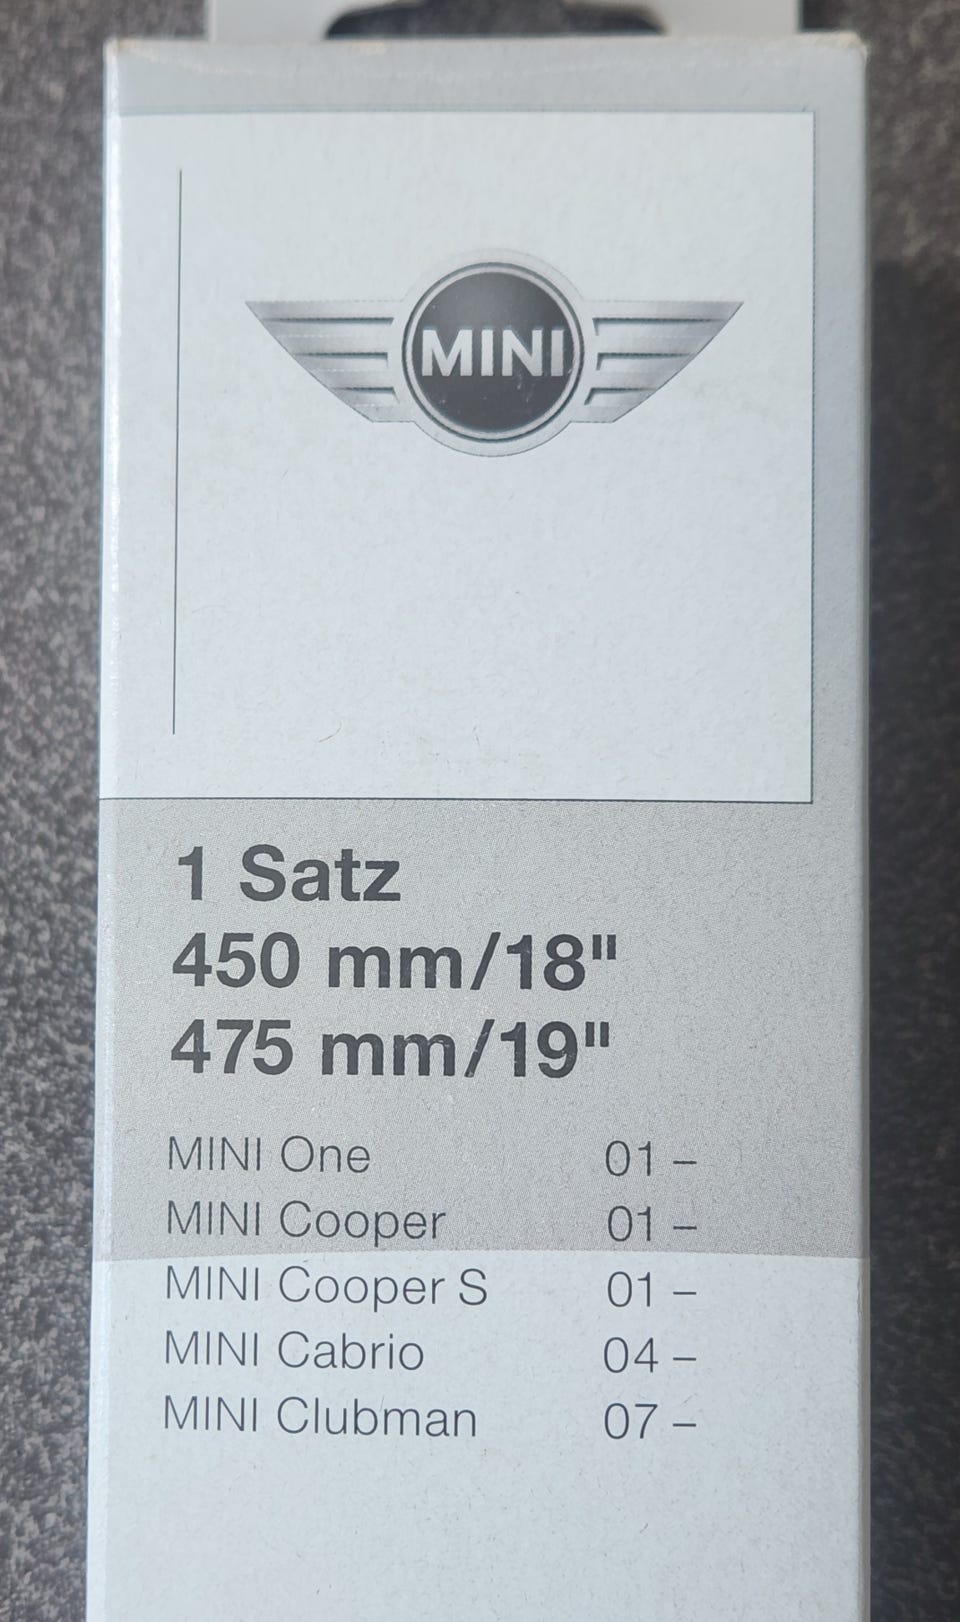 MINI
1 Satz
450 mm/18"
475 mm/19"
MINI One 01 –
MINI Cooper 01 –
MINI Cooper S 01 –
MINI Cabrio 04 –
MINI Clubman 07 –